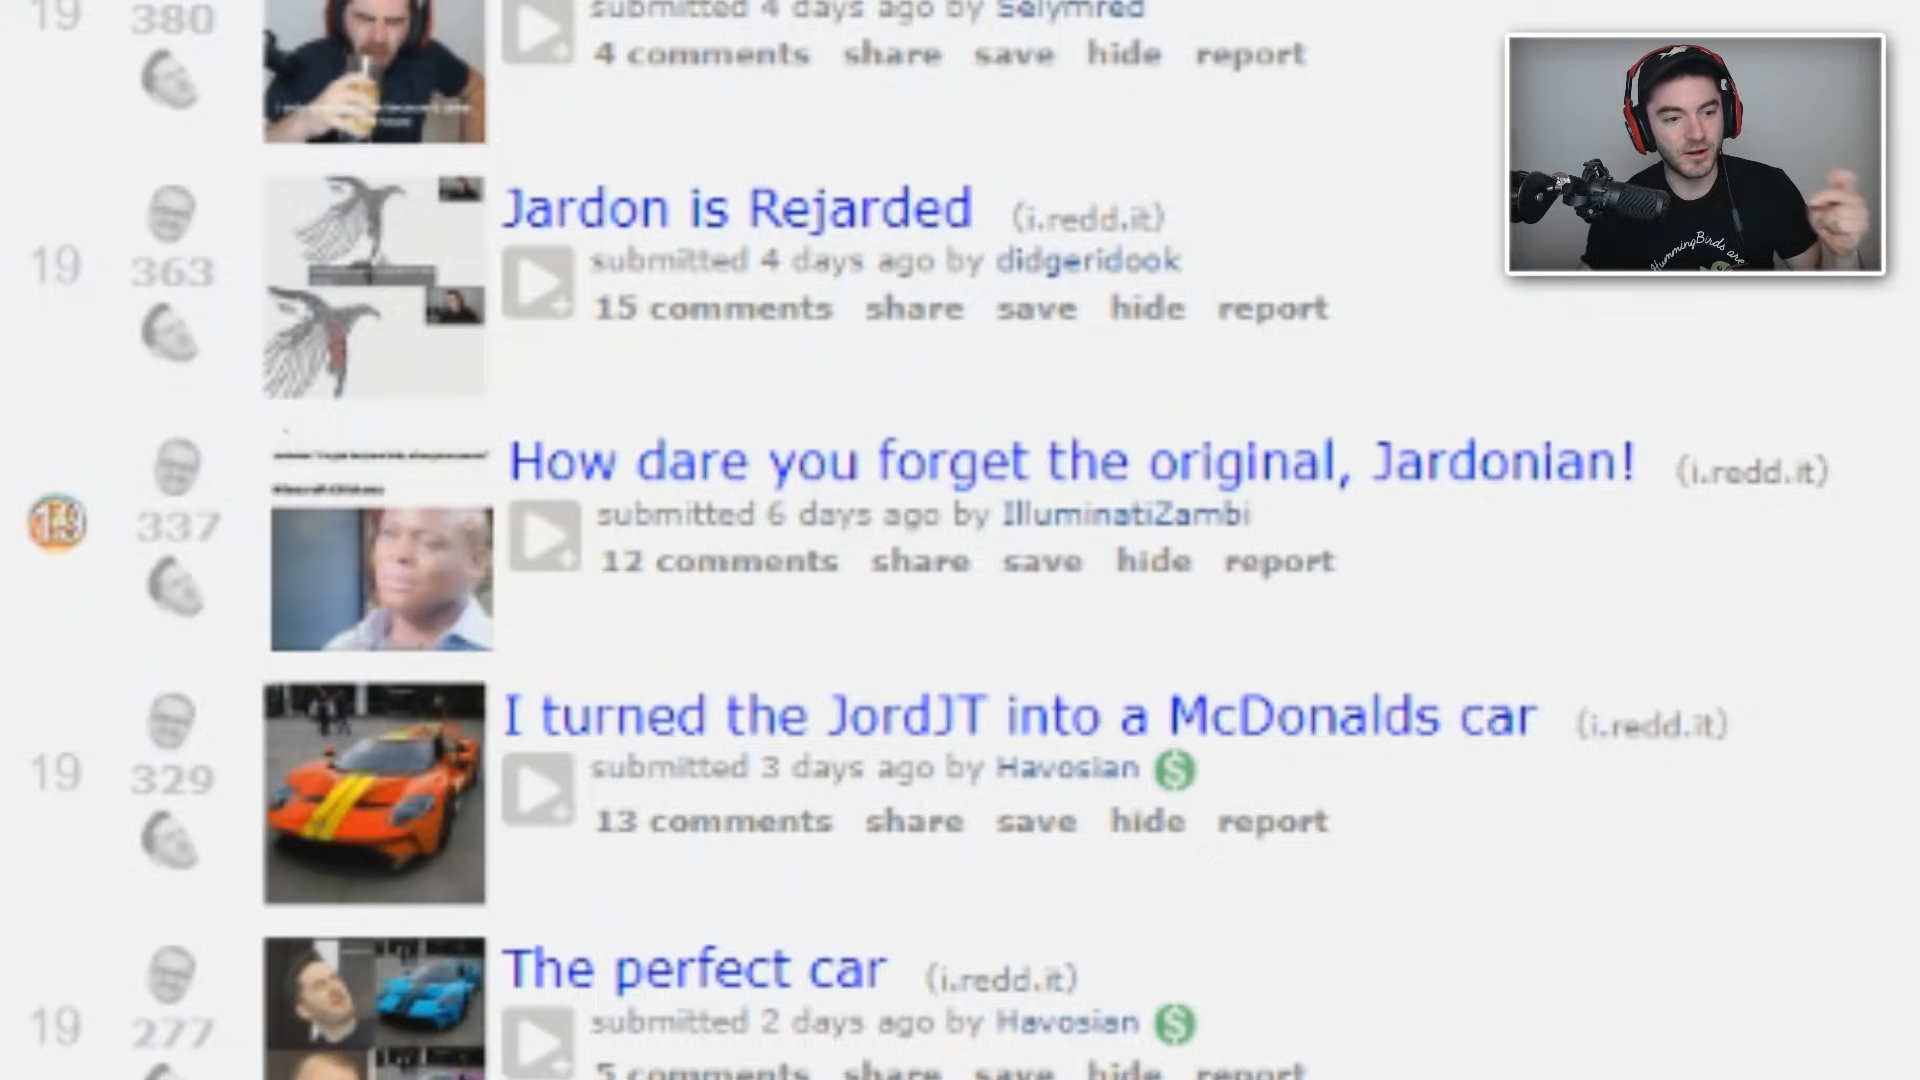 19
380
submitted 4 days ago by Selymred
4 comments share save hide report
Jardon is Rejarded (i.redd.it)
19
363
submitted 4 days ago by didgeridook
15 comments share save hide report
How dare you forget the original, Jardonian! (i.redd.it)
19
337
submitted 6 days ago by IlluminatiZambi
12 comments share save hide report
I turned the JordJT into a McDonalds car (i.redd.it)
19
329
submitted 3 days ago by Havosian $
13 comments share save hide report
The perfect car (i.redd.it)
19
277
submitted 2 days ago by Havosian $
5 comments share save hide report
HummingBirds are